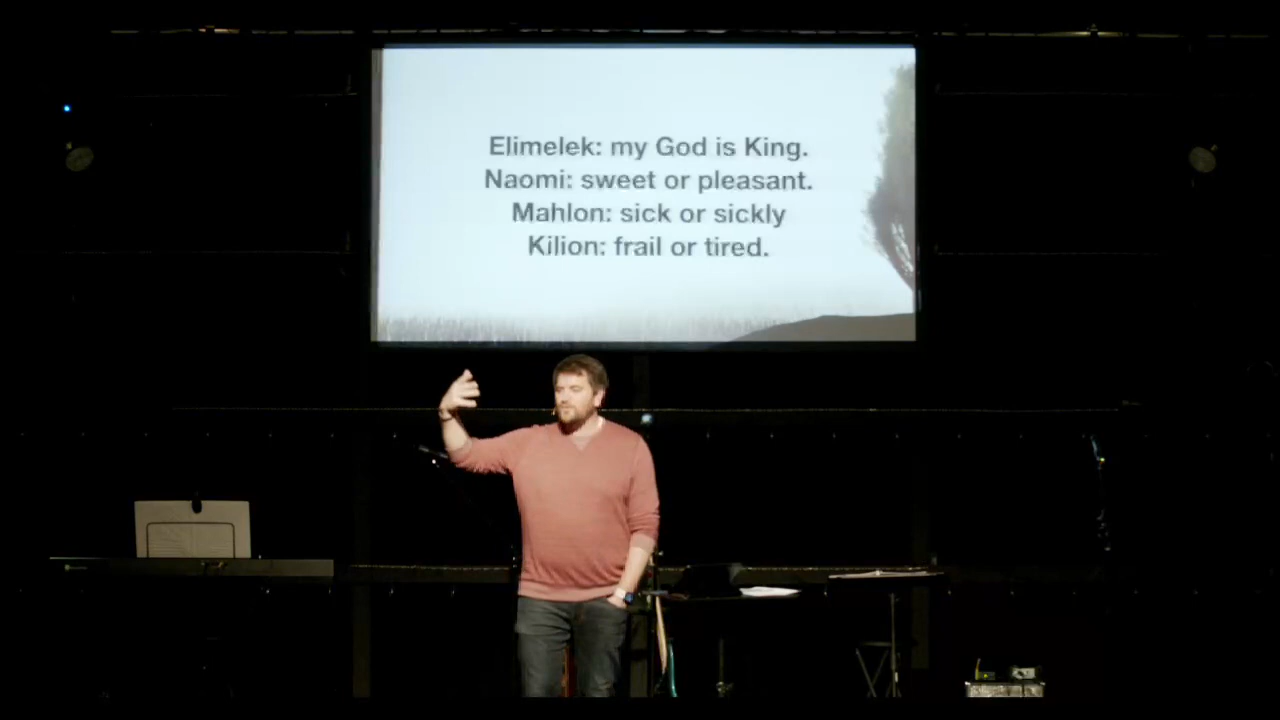 Elimelek: my God is King.
Naomi: sweet or pleasant.
Mahlon: sick or sickly
Kilion: frail or tired.